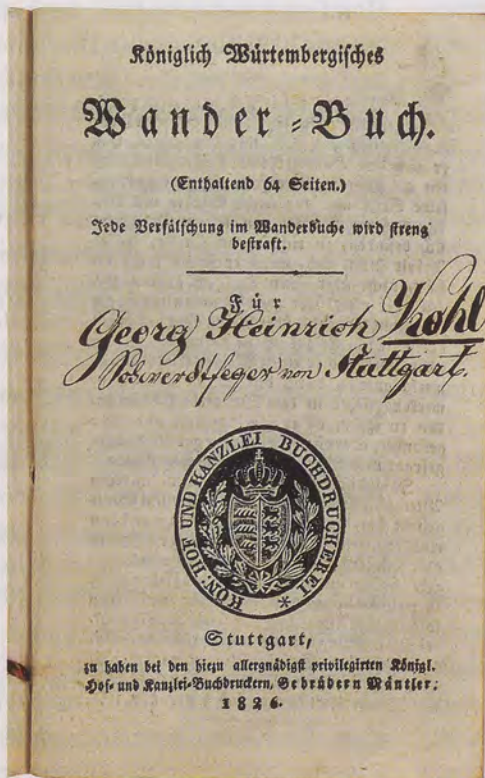 Königlich Würtembergisches
Wander-Buch.
(Enthaltend 64 Seiten.)
Jede Verfälschung im Wanderbuche wird streng
bestraft.
Für
Georg Heinrich Kohl
Schwerdtfeger von Stuttgart.
KÖN: HOF UND KANZLEI BUCHDRUCKEREI *
Stuttgart,
zu haben bei den hiezu allergnädigst privilegirten Königl.
Hof- und Kanzlei-Buchdruckern, Gebrüdern Mäntler.
1826.